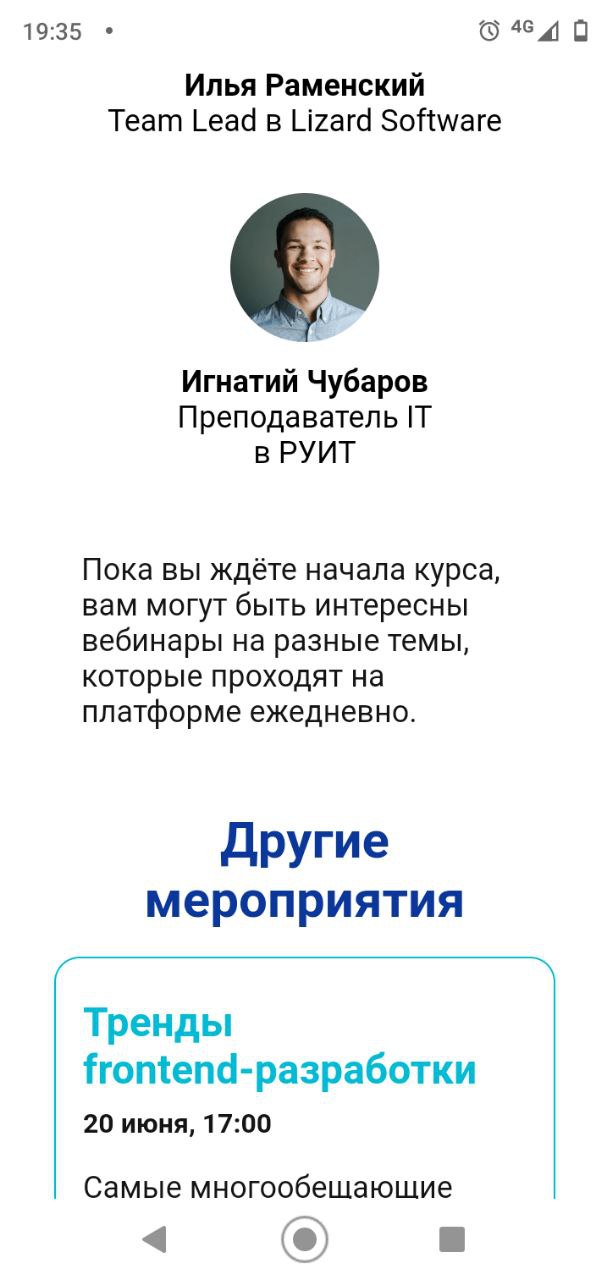 19:35
4G
Илья Раменский
Team Lead в Lizard Software
Игнатий Чубаров
Преподаватель IT
в РУИТ
Пока вы ждёте начала курса,
вам могут быть интересны
вебинары на разные темы,
которые проходят на
платформе ежедневно.
Другие
мероприятия
Тренды
frontend-разработки
20 июня, 17:00
Самые многообещающие